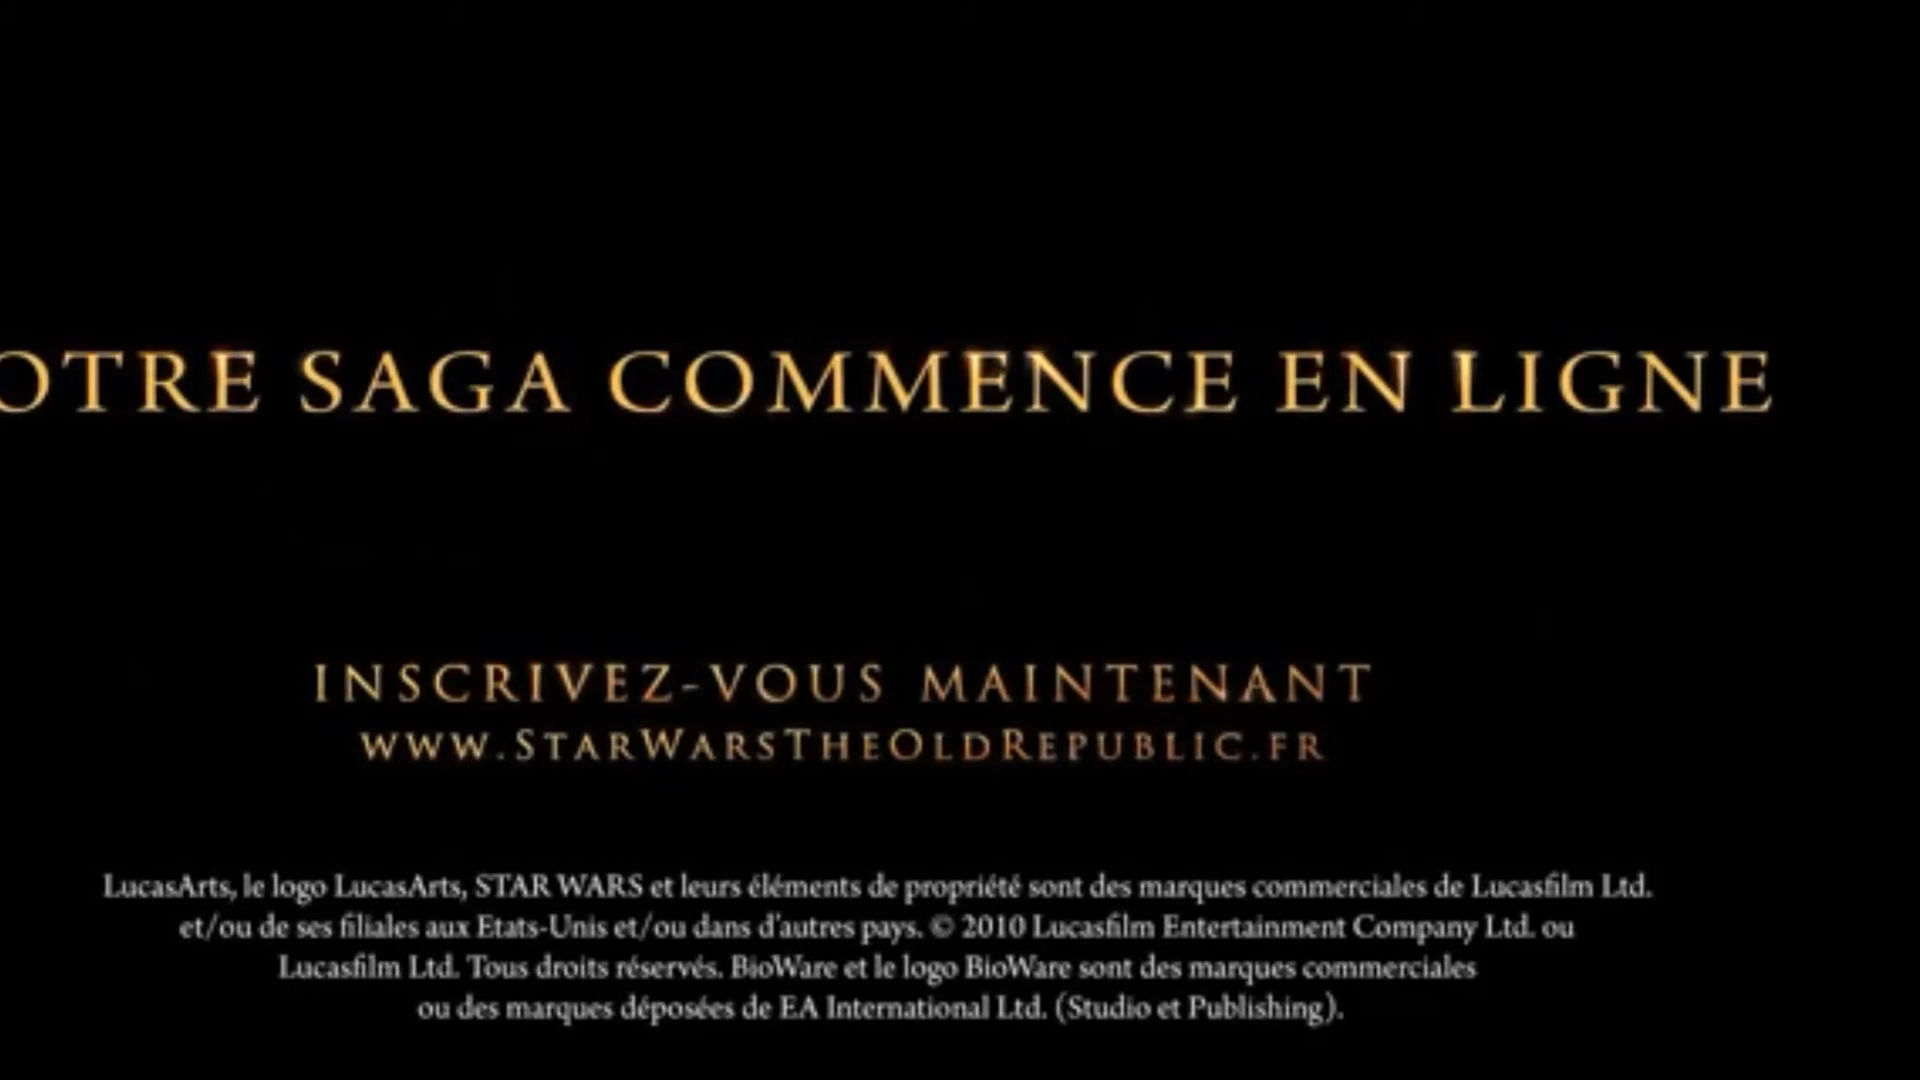 OTRE SAGA COMMENCE EN LIGNE
INSCRIVEZ-VOUS MAINTENANT
WWW.STARWARSTHEOLDREPUBLIC.FR
LucasArts, le logo LucasArts, STAR WARS et leurs éléments de propriété sont des marques commerciales de Lucasfilm Ltd.
et/ou de ses filiales aux Etats-Unis et/ou dans d'autres pays. © 2010 Lucasfilm Entertainment Company Ltd. ou
Lucasfilm Ltd. Tous droits réservés. BioWare et le logo BioWare sont des marques commerciales
ou des marques déposées de EA International Ltd. (Studio et Publishing).